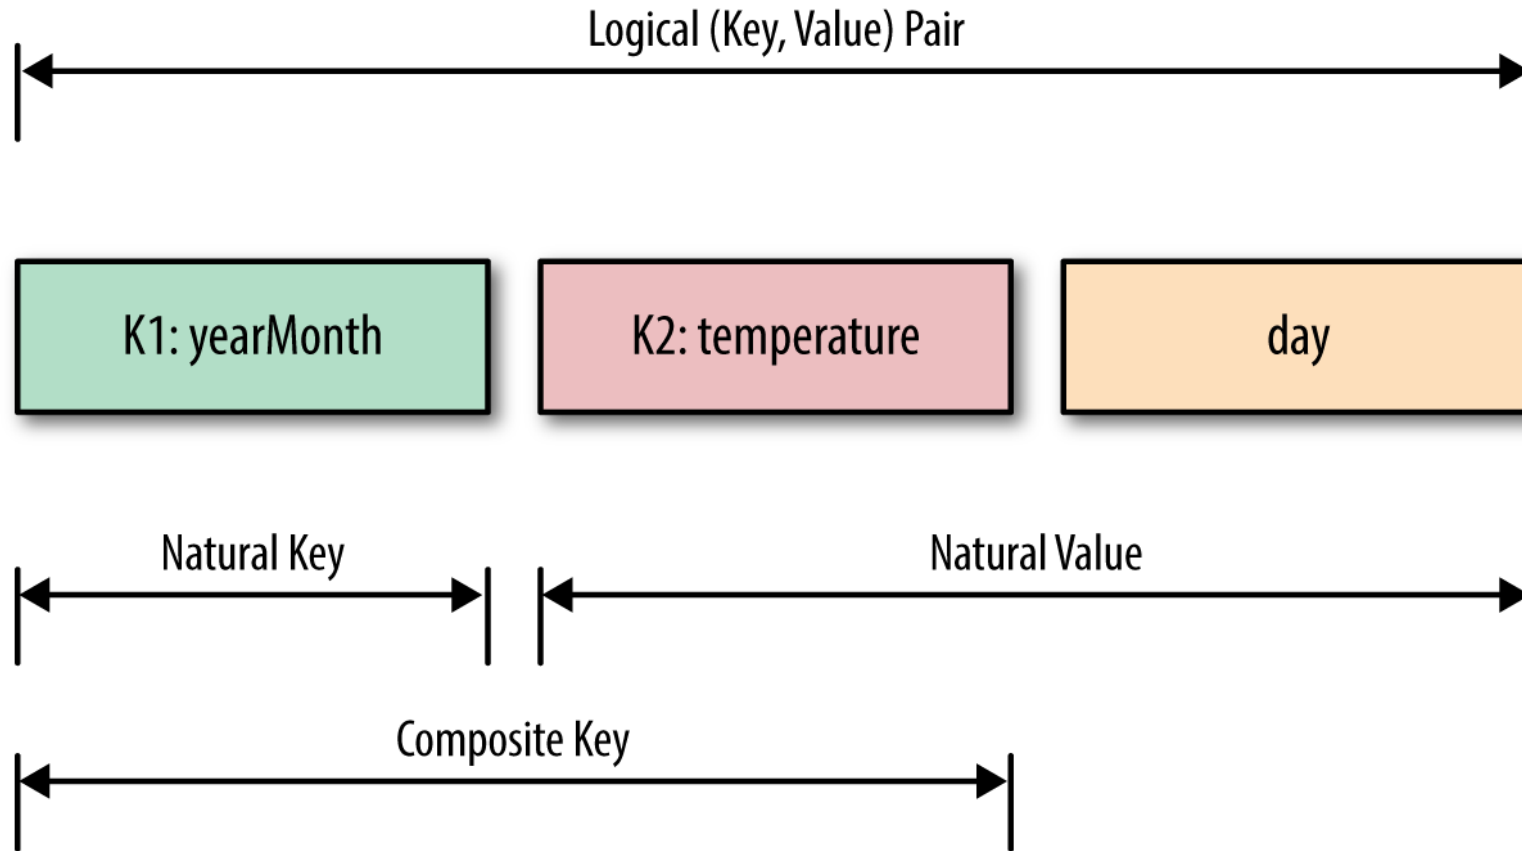 Logical (Key, Value) Pair
K1: yearMonth
K2: temperature
day
Natural Key
Natural Value
Composite Key